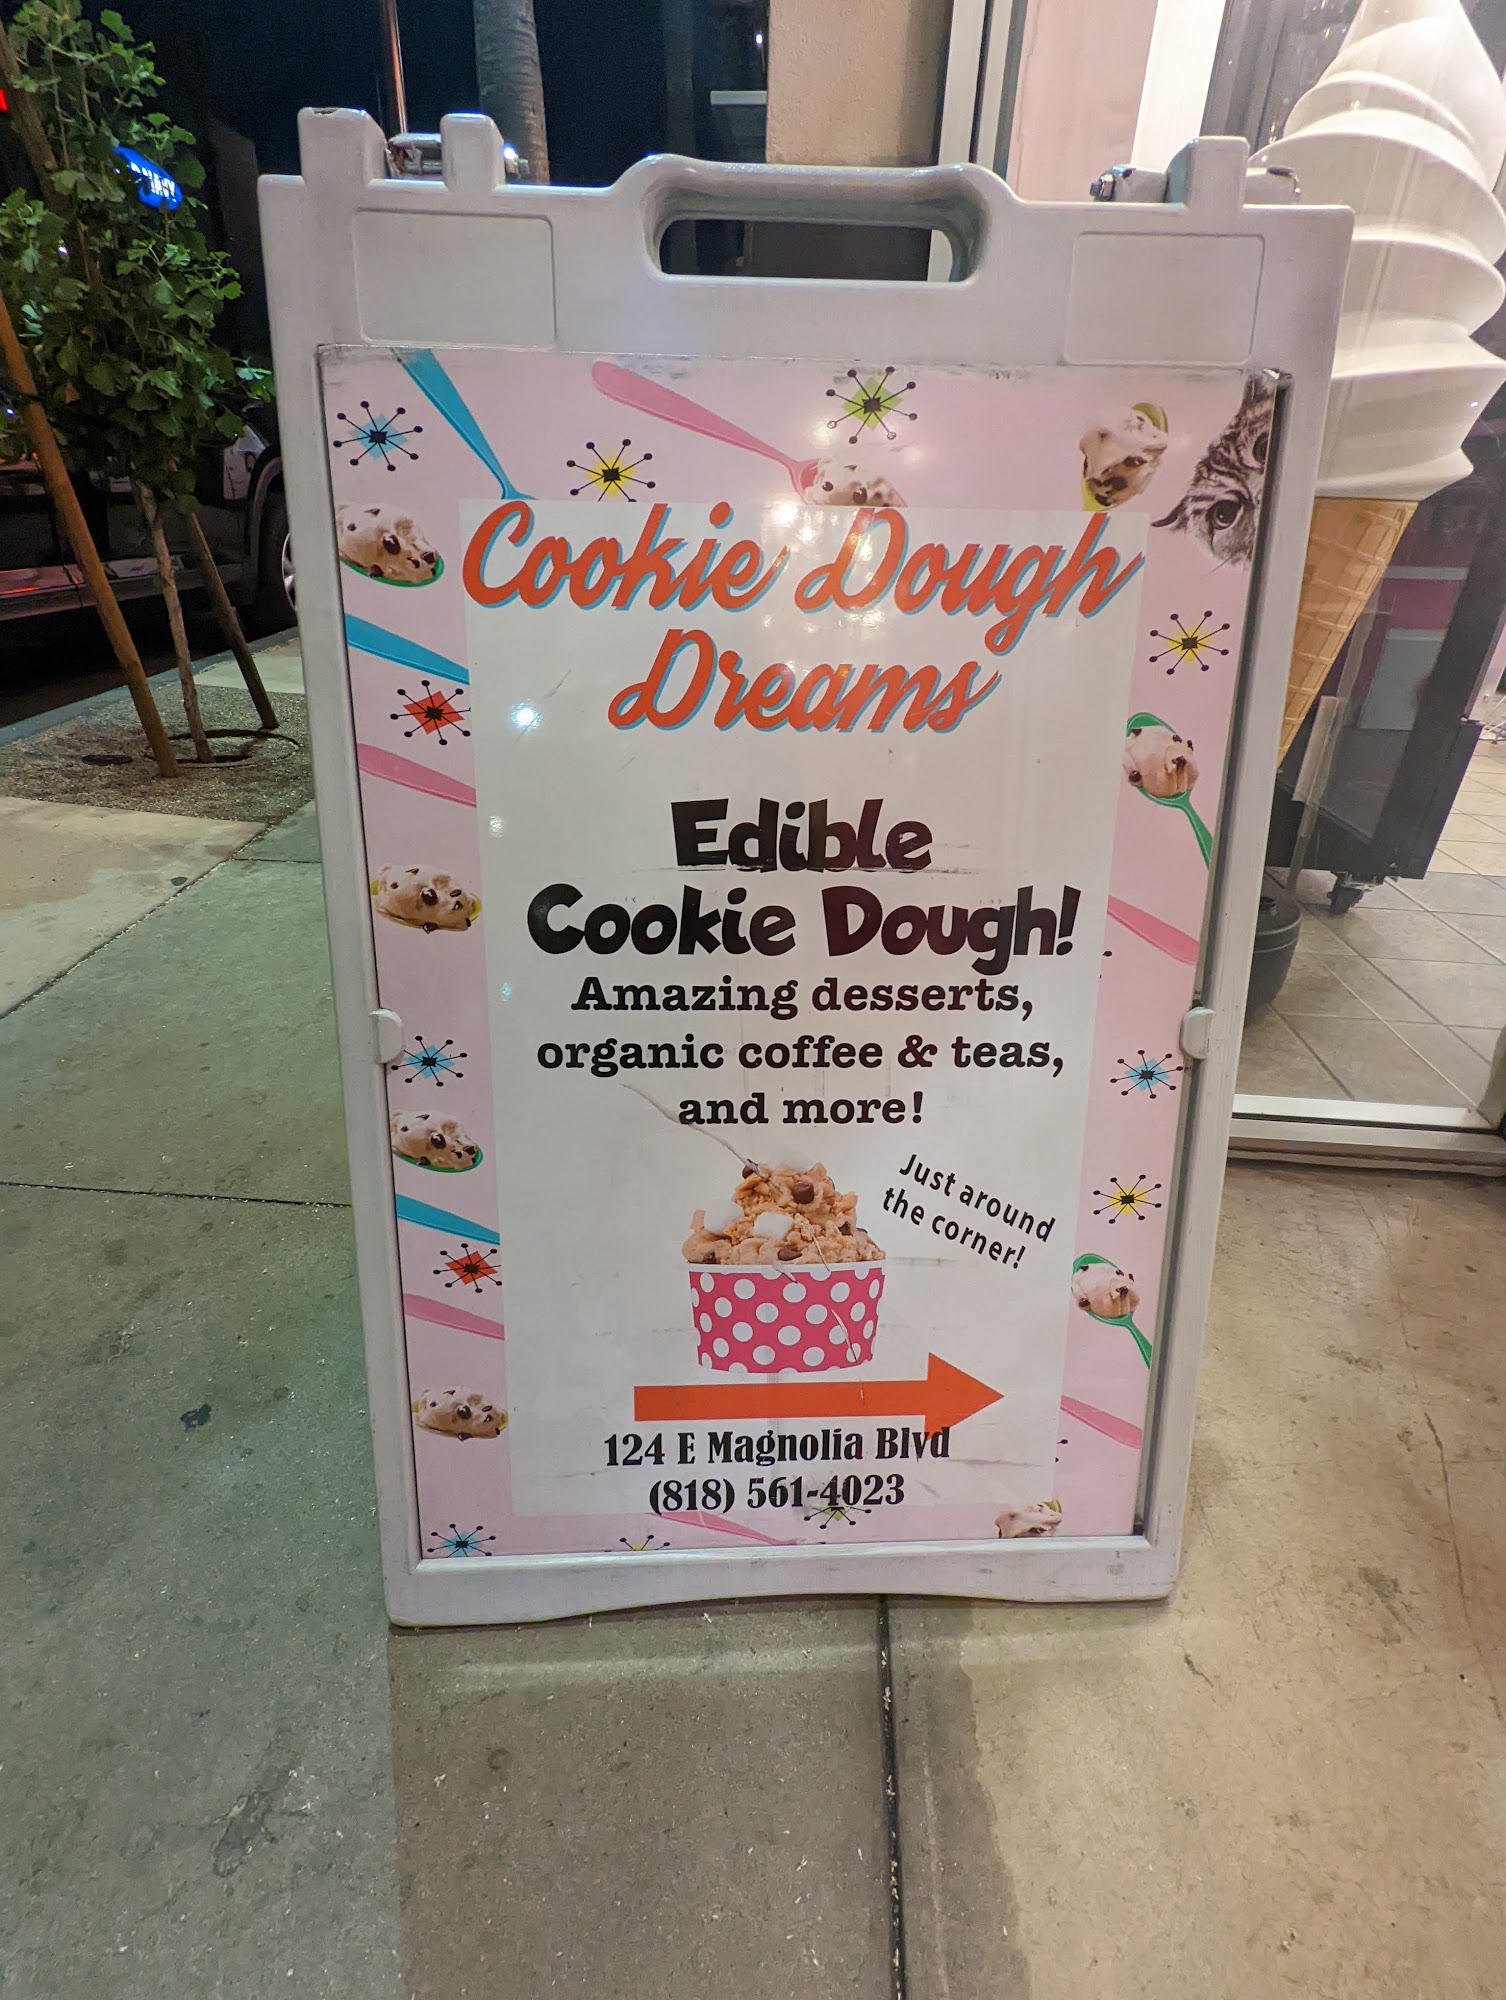 Cookie Dough
Dreams
Edible
Cookie Dough!
Amazing desserts,
organic coffee & teas,
and more!
Just around
the corner!
124 E Magnolia Blvd
(818) 561-4023